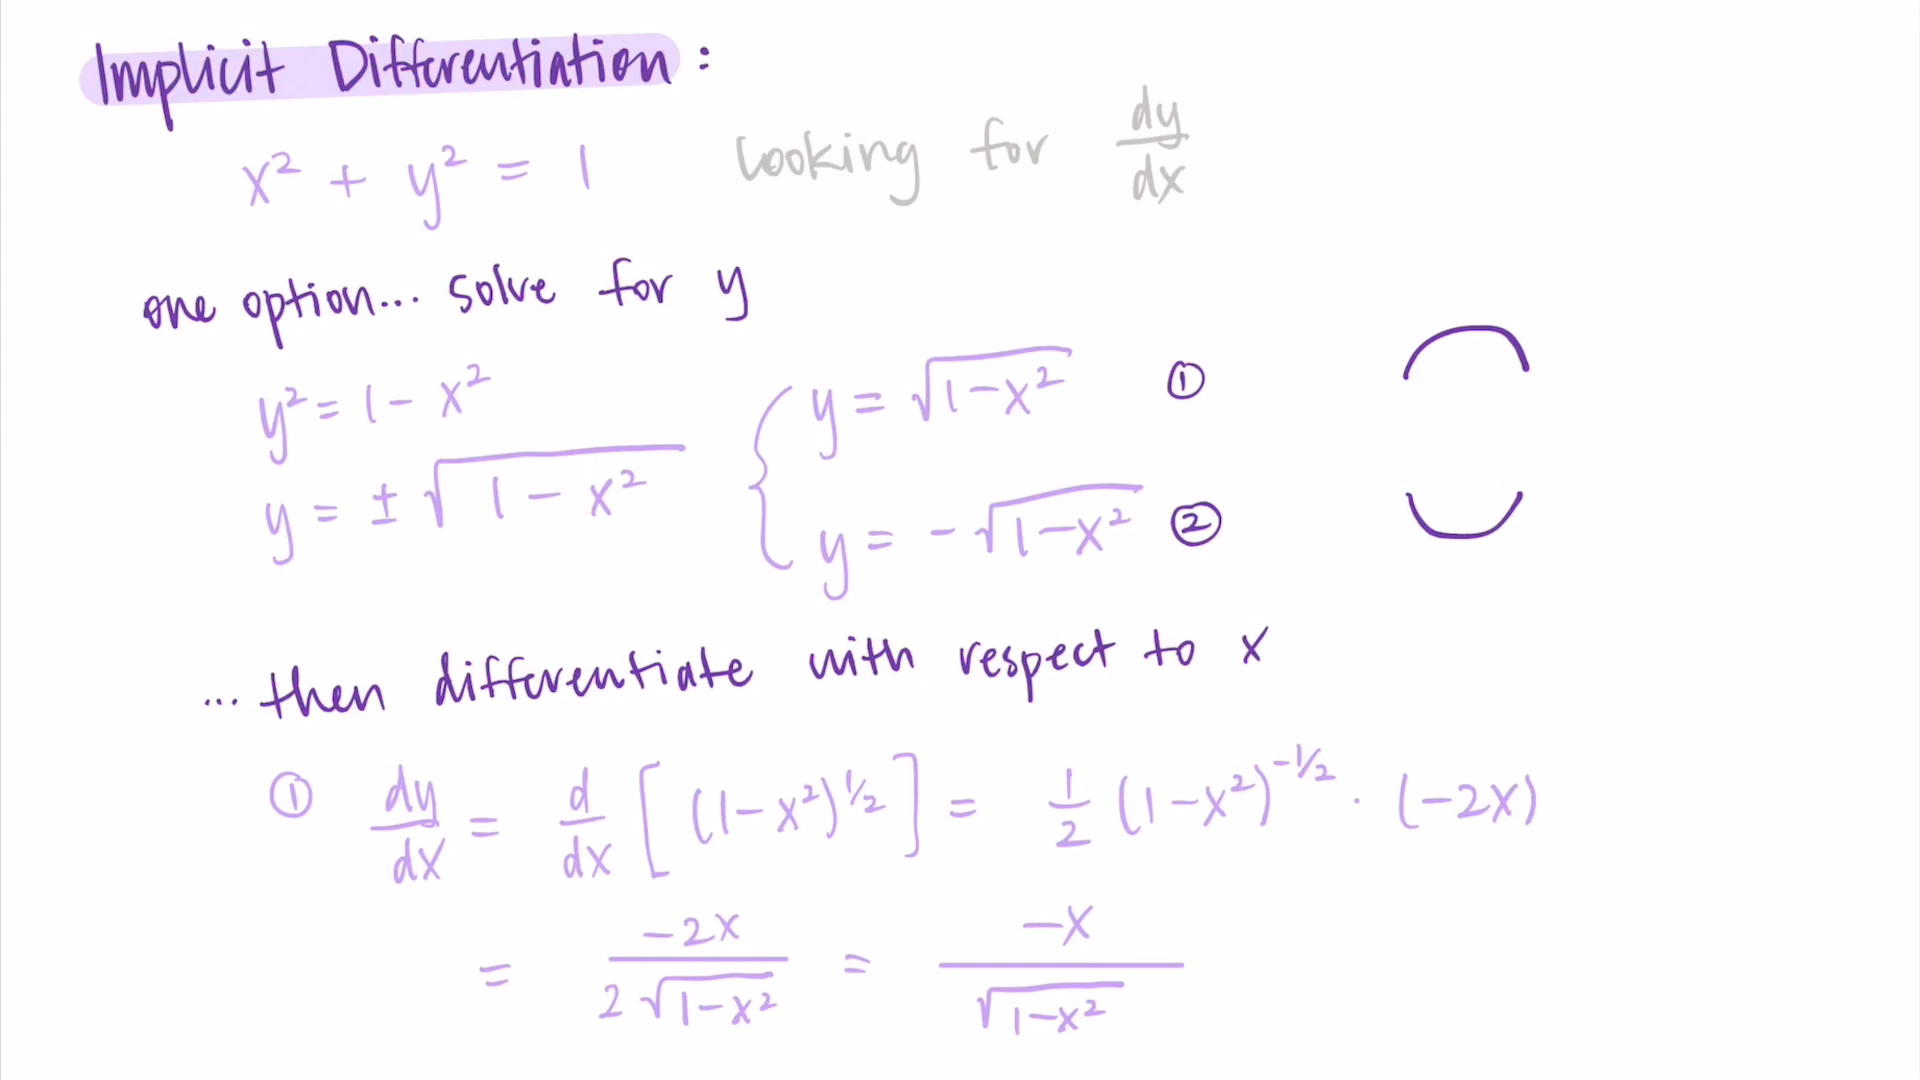 Implicit Differentiation:
x² + y² = 1 looking for dy/dx
one option... solve for y
y² = 1 - x²
y = ± √(1 - x²)
y = √(1-x²) ①
y = -√(1-x²) ②
... then differentiate with respect to x
① dy/dx = d/dx [(1-x²)^½] = 1/2 (1-x²)^-½ · (-2x)
= -2x / 2√(1-x²) = -x / √(1-x²)